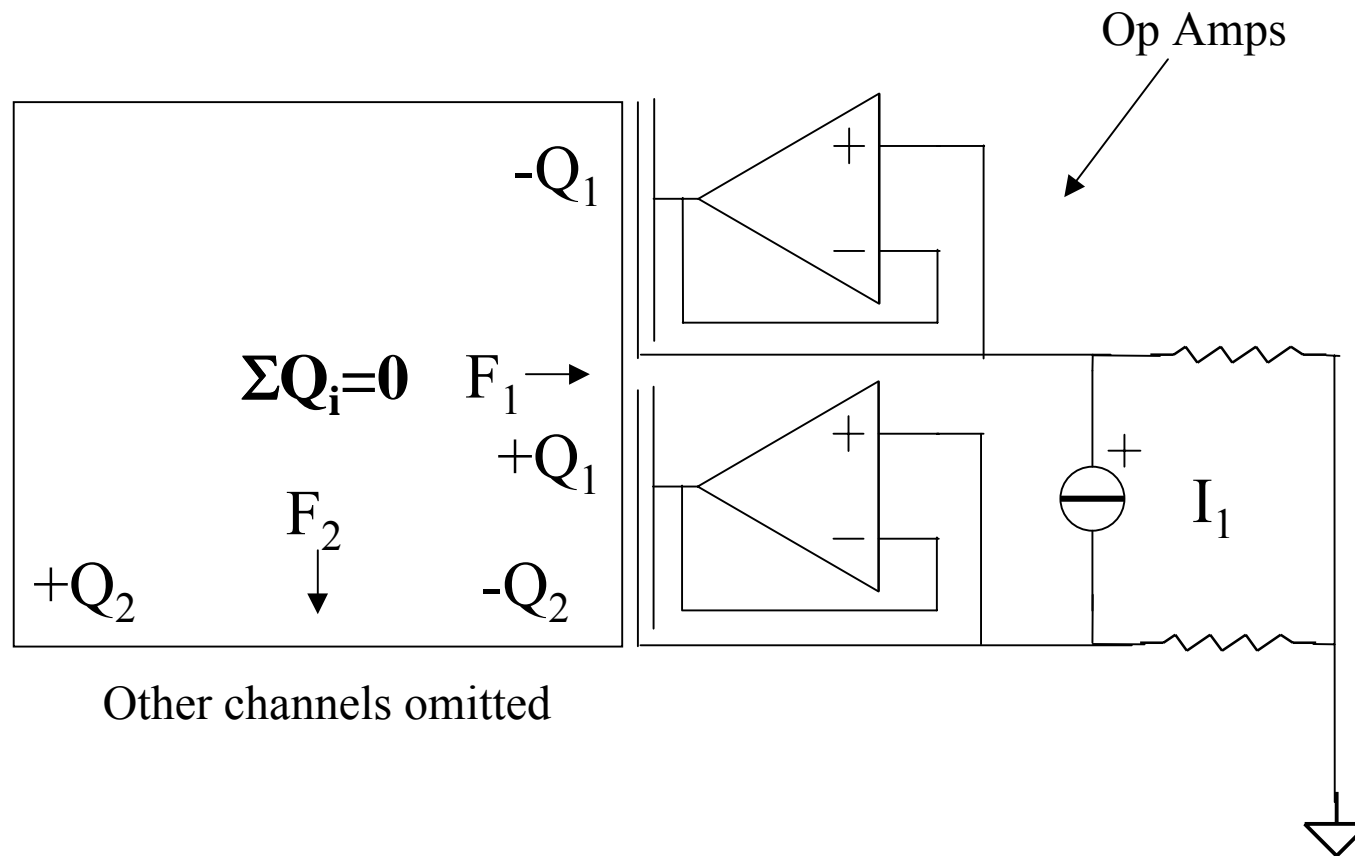 Op Amps
-Q₁
+
−
ΣQᵢ=0 F₁
+Q₁
+
−
+
I₁
F₂
+Q₂ -Q₂
Other channels omitted